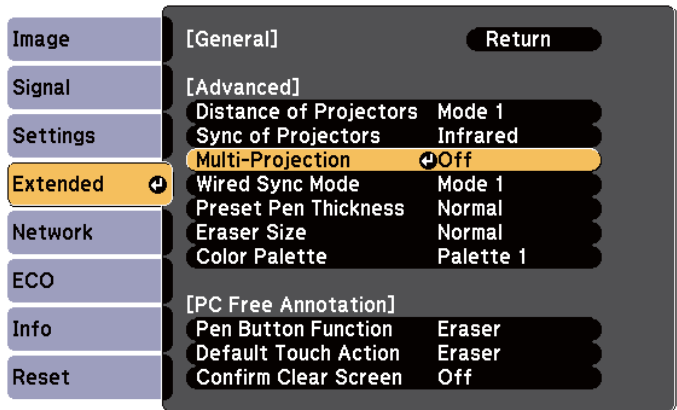 Image
Signal
Settings
Extended
Network
ECO
Info
Reset
[General] Return
[Advanced]
Distance of Projectors Mode 1
Sync of Projectors Infrared
Multi-Projection Off
Wired Sync Mode Mode 1
Preset Pen Thickness Normal
Eraser Size Normal
Color Palette Palette 1
[PC Free Annotation]
Pen Button Function Eraser
Default Touch Action Eraser
Confirm Clear Screen Off